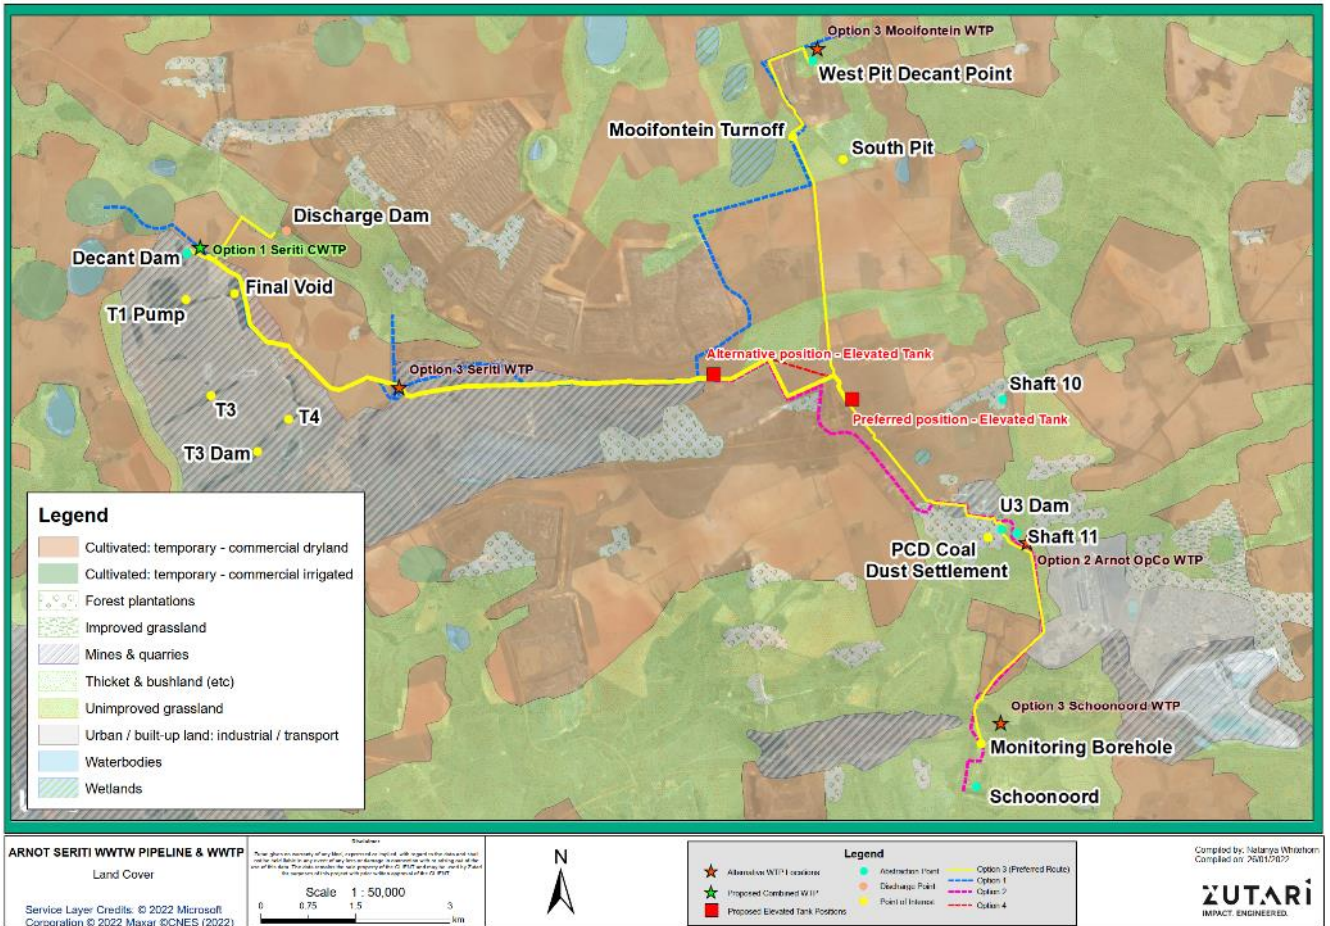 Option 3 Mooifontein WTP
West Pit Decant Point
Mooifontein Turnoff
South Pit
Discharge Dam
Decant Dam
Option 1 Seriti CWTP
Final Void
T1 Pump
Alternative position - Elevated Tank
Option 3 Seriti WTP
Shaft 10
T3
T4
Preferred position - Elevated Tank
T3 Dam
U3 Dam
Shaft 11
PCD Coal
Dust Settlement
Option 2 Arnot OpCo WTP
Option 3 Schoonoord WTP
Monitoring Borehole
Schoonoord
Legend
Cultivated: temporary - commercial dryland
Cultivated: temporary - commercial irrigated
Forest plantations
Improved grassland
Mines & quarries
Thicket & bushland (etc)
Unimproved grassland
Urban / built-up land: industrial / transport
Waterbodies
Wetlands
ARNOT SERITI WWTW PIPELINE & WWTP
Land Cover
Service Layer Credits: © 2022 Microsoft
Corporation © 2022 Maxar ©CNES (2022)
Disclaimer
Scale 1 : 50,000
0 0.75 1.5 3
km
N
Legend
Alternative WTP Locations
Proposed Combined WTP
Proposed Elevated Tank Positions
Abstraction Point
Discharge Point
Point of Interest
Option 3 (Preferred Route)
Option 1
Option 2
Option 4
Compiled by: Natanya Whitehorn
Compiled on: 26/01/2022
ZUTARI
IMPACT. ENGINEERED.